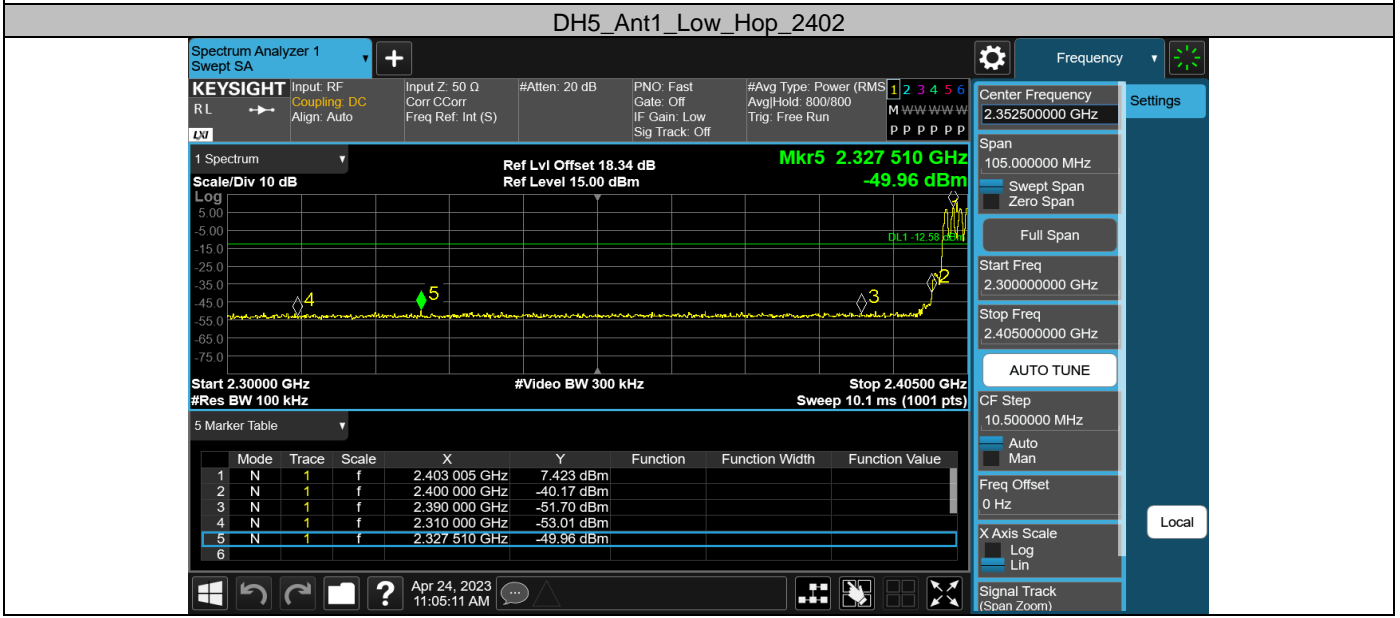 DH5_Ant1_Low_Hop_2402
Spectrum Analyzer 1
Swept SA
Frequency
KEYSIGHT
RL
LXI
Input: RF
Coupling: DC
Align: Auto
Input Z: 50 Ω
Corr CCorr
Freq Ref: Int (S)
#Atten: 20 dB
PNO: Fast
Gate: Off
IF Gain: Low
Sig Track: Off
#Avg Type: Power (RMS
Avg|Hold: 800/800
Trig: Free Run
1 2 3 4 5 6
M W W W W W
P P P P P P
1 Spectrum
Scale/Div 10 dB
Ref Lvl Offset 18.34 dB
Ref Level 15.00 dBm
Mkr5 2.327 510 GHz
-49.96 dBm
Log
5.00
-5.00
-15.0
-25.0
-35.0
-45.0
-55.0
-65.0
-75.0
DL1 -12.58 dBm
4
5
3
2
Start 2.30000 GHz
#Video BW 300 kHz
Stop 2.40500 GHz
#Res BW 100 kHz
Sweep 10.1 ms (1001 pts)
5 Marker Table
Mode Trace Scale X Y Function Function Width Function Value
1 N 1 f 2.403 005 GHz 7.423 dBm
2 N 1 f 2.400 000 GHz -40.17 dBm
3 N 1 f 2.390 000 GHz -51.70 dBm
4 N 1 f 2.310 000 GHz -53.01 dBm
5 N 1 f 2.327 510 GHz -49.96 dBm
6
Apr 24, 2023
11:05:11 AM
?
Center Frequency
2.352500000 GHz
Settings
Span
105.000000 MHz
Swept Span
Zero Span
Full Span
Start Freq
2.300000000 GHz
Stop Freq
2.405000000 GHz
AUTO TUNE
CF Step
10.500000 MHz
Auto
Man
Freq Offset
0 Hz
X Axis Scale
Log
Lin
Local
Signal Track
(Span Zoom)